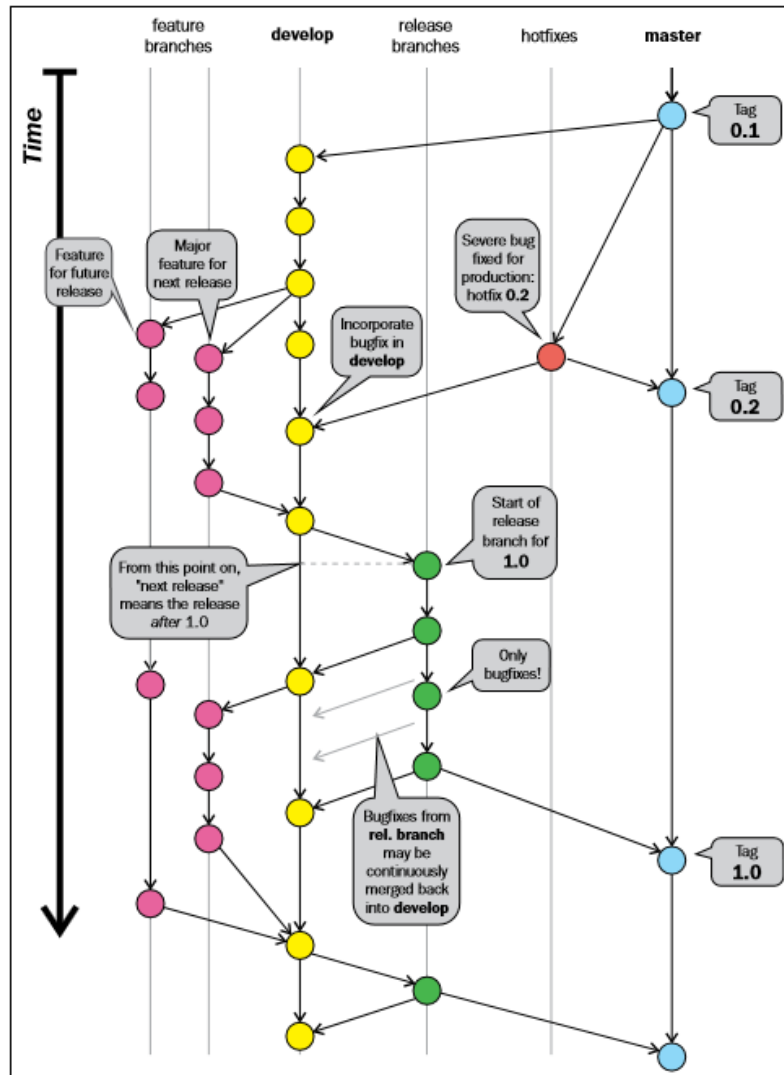 feature
branches
develop
release
branches
hotfixes
master
Time
Tag
0.1
Feature
for future
release
Major
feature for
next release
Severe bug
fixed for
production:
hotfix 0.2
Incorporate
bugfix in
develop
Tag
0.2
Start of
release
branch for
1.0
From this point on,
"next release"
means the release
after 1.0
Only
bugfixes!
Bugfixes from
rel. branch
may be
continuously
merged back
into develop
Tag
1.0